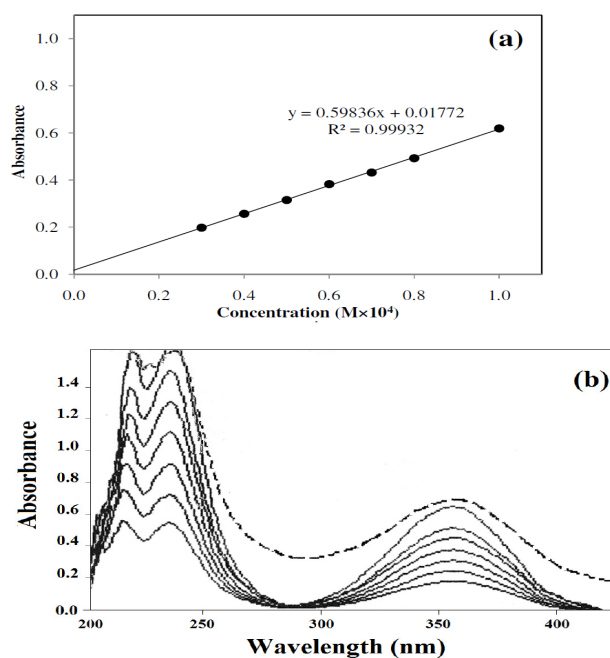 (a)
1.0
0.8
0.6
0.4
0.2
0.0
Absorbance
y = 0.59836x + 0.01772
R² = 0.99932
0.0 0.2 0.4 0.6 0.8 1.0
Concentration (M×10⁴)
(b)
1.4
1.2
1.0
0.8
0.6
0.4
0.2
0.0
Absorbance
200 250 300 350 400
Wavelength (nm)